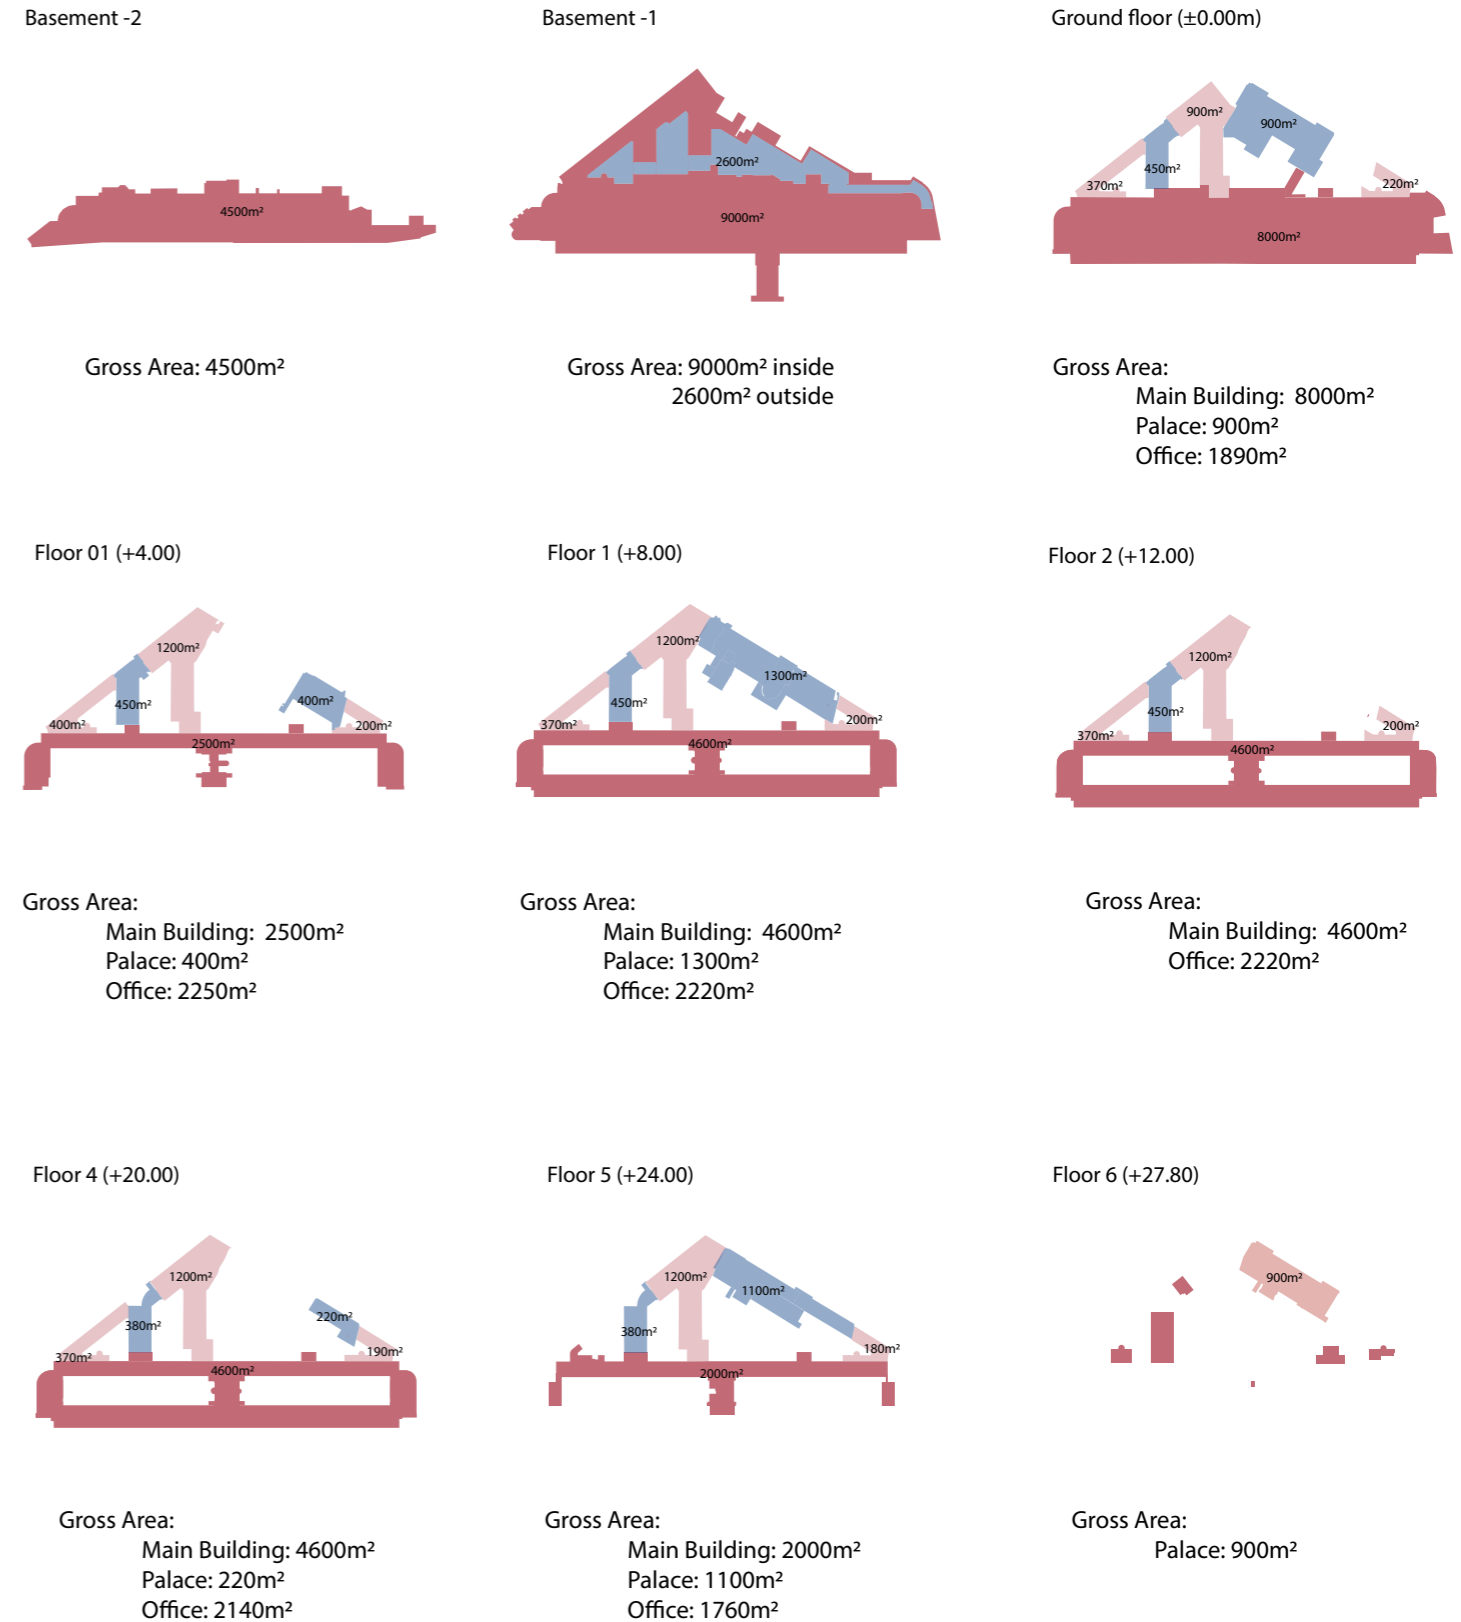 Basement -2
4500m²
Gross Area: 4500m²
Basement -1
2600m²
9000m²
Gross Area: 9000m² inside
2600m² outside
Ground floor (±0.00m)
900m²
900m²
450m²
370m²
220m²
8000m²
Gross Area:
Main Building: 8000m²
Palace: 900m²
Office: 1890m²
Floor 01 (+4.00)
1200m²
450m²
400m²
400m²
200m²
2500m²
Gross Area:
Main Building: 2500m²
Palace: 400m²
Office: 2250m²
Floor 1 (+8.00)
1200m²
1300m²
450m²
370m²
200m²
4600m²
Gross Area:
Main Building: 4600m²
Palace: 1300m²
Office: 2220m²
Floor 2 (+12.00)
1200m²
450m²
370m²
200m²
4600m²
Gross Area:
Main Building: 4600m²
Office: 2220m²
Floor 4 (+20.00)
1200m²
220m²
380m²
370m²
190m²
4600m²
Gross Area:
Main Building: 4600m²
Palace: 220m²
Office: 2140m²
Floor 5 (+24.00)
1200m²
1100m²
380m²
180m²
2000m²
Gross Area:
Main Building: 2000m²
Palace: 1100m²
Office: 1760m²
Floor 6 (+27.80)
900m²
Gross Area:
Palace: 900m²